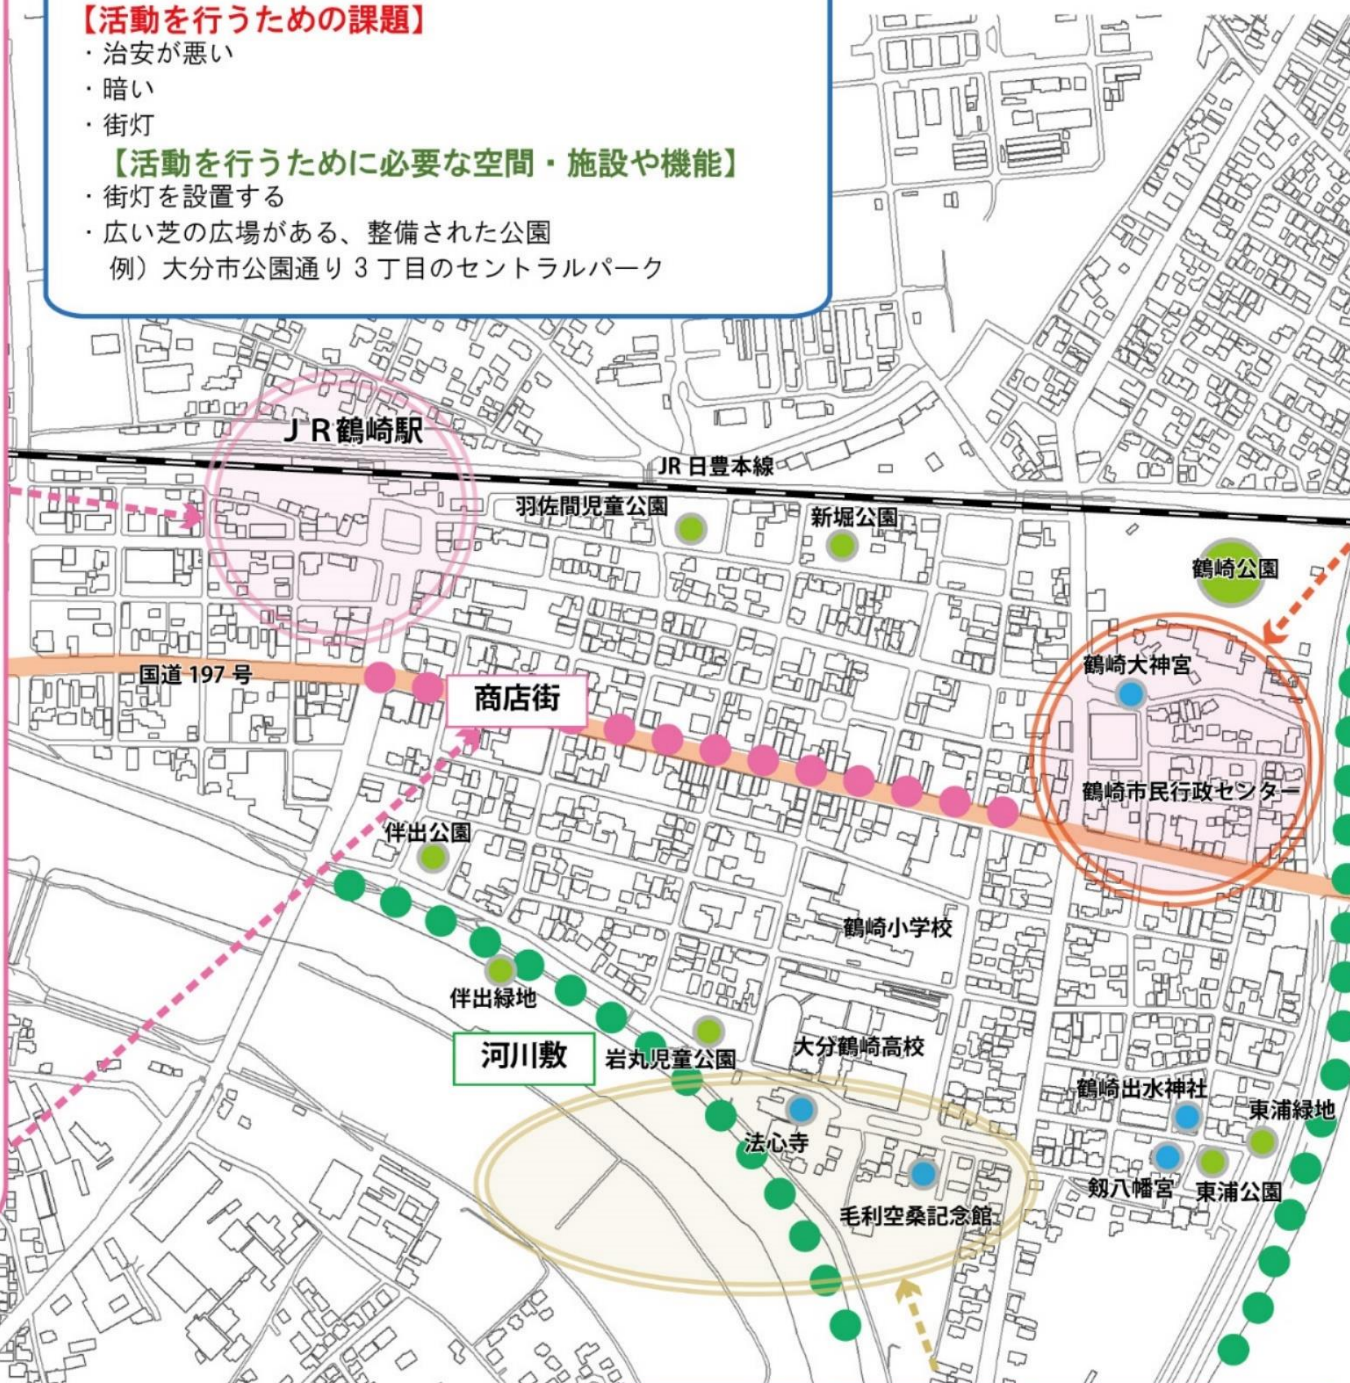 【活動を行うための課題】
・治安が悪い
・暗い
・街灯
【活動を行うために必要な空間・施設や機能】
・街灯を設置する
・広い芝の広場がある、整備された公園
例）大分市公園通り３丁目のセントラルパーク
ＪＲ鶴崎駅
JR 日豊本線
羽佐間児童公園
新堀公園
鶴崎公園
鶴崎大神宮
国道 197 号
商店街
鶴崎市民行政センター
伴出公園
鶴崎小学校
伴出緑地
河川敷
岩丸児童公園
大分鶴崎高校
鶴崎出水神社
東浦緑地
法心寺
剱八幡宮
東浦公園
毛利空桑記念館